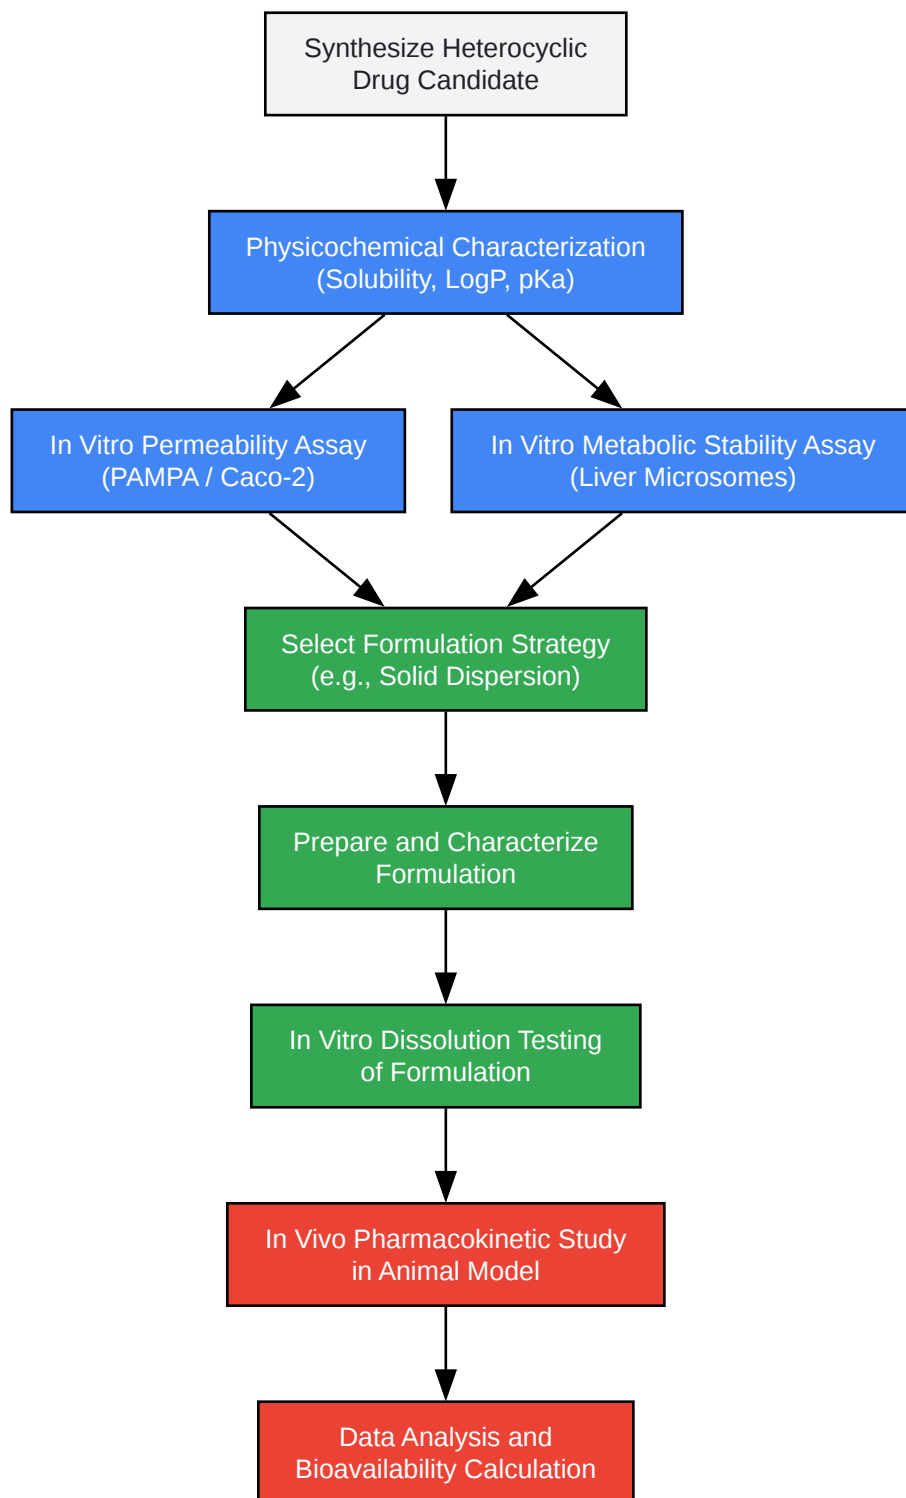 Synthesize Heterocyclic
Drug Candidate
Physicochemical Characterization
(Solubility, LogP, pKa)
In Vitro Permeability Assay
(PAMPA / Caco-2)
In Vitro Metabolic Stability Assay
(Liver Microsomes)
Select Formulation Strategy
(e.g., Solid Dispersion)
Prepare and Characterize
Formulation
In Vitro Dissolution Testing
of Formulation
In Vivo Pharmacokinetic Study
in Animal Model
Data Analysis and
Bioavailability Calculation